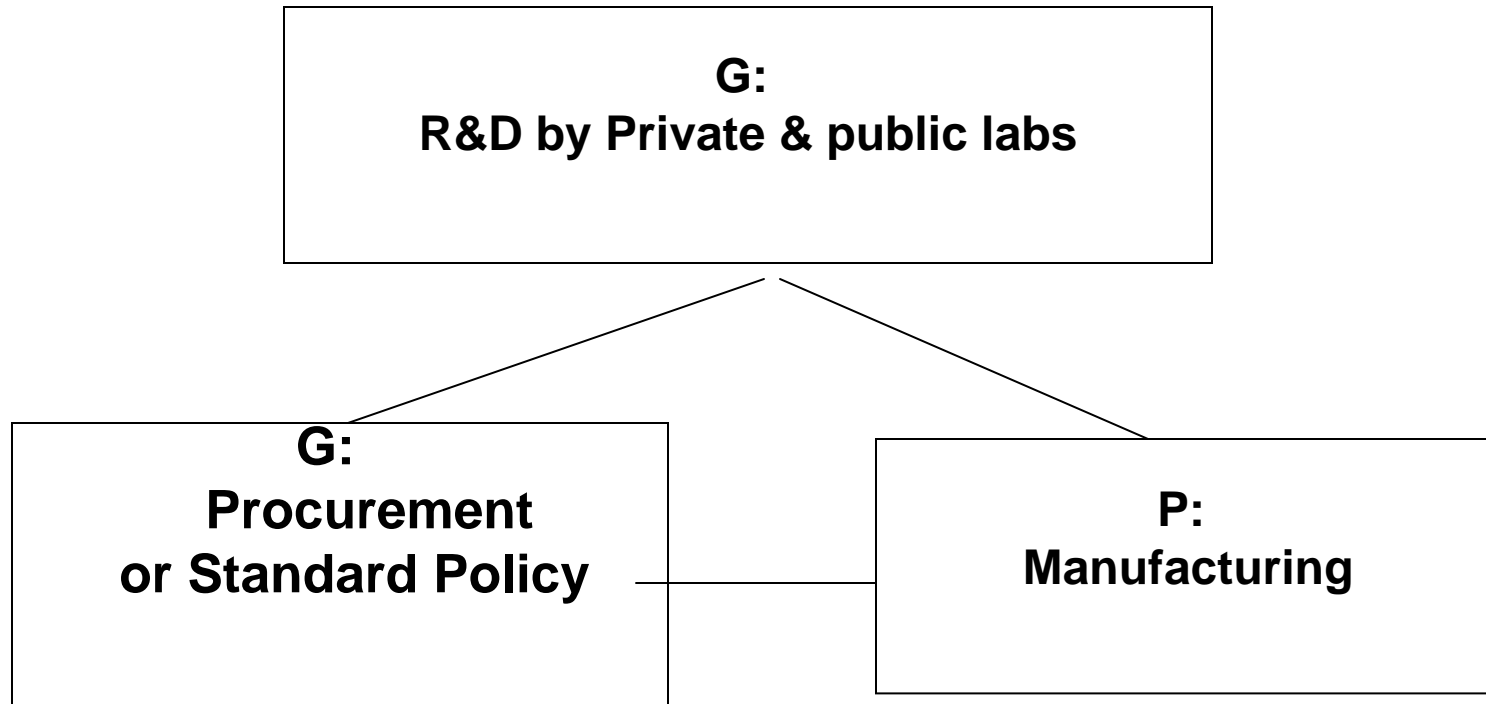 G:
R&D by Private & public labs
G:
Procurement
or Standard Policy
P:
Manufacturing